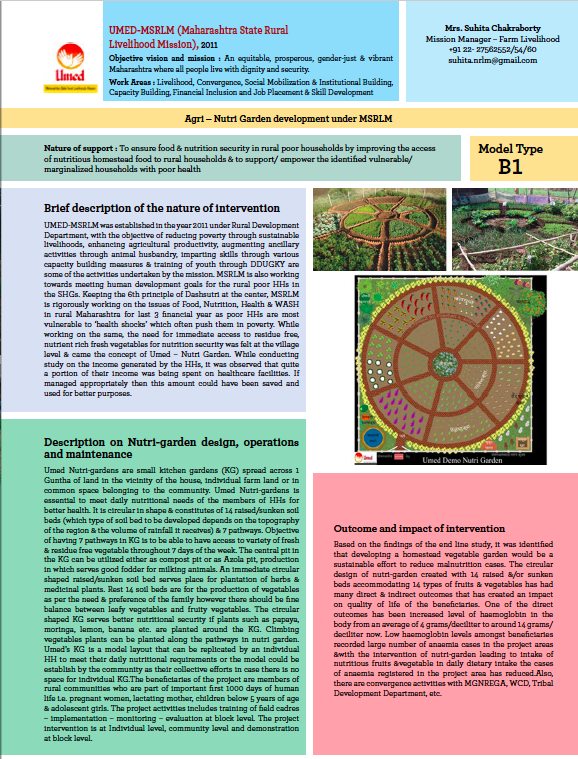 UMED-MSRLM (Maharashtra State Rural
Livelihood Mission), 2011
Objective vision and mission : An equitable, prosperous, gender-just & vibrant
Maharashtra where all people live with dignity and security.
Work Areas : Livelihood, Convergence, Social Mobilization & Institutional Building,
Capacity Building, Financial Inclusion and Job Placement & Skill Development
Umed
Mrs. Suhita Chakraborty
Mission Manager – Farm Livelihood
+91 22- 27562552/54/60
suhita.nrlm@gmail.com
Agri – Nutri Garden development under MSRLM
Nature of support : To ensure food & nutrition security in rural poor households by improving the access
of nutritious homestead food to rural households & to support/ empower the identified vulnerable/
marginalized households with poor health
Model Type
B1
Brief description of the nature of intervention
UMED-MSRLM was established in the year 2011 under Rural Development
Department, with the objective of reducing poverty through sustainable
livelihoods, enhancing agricultural productivity, augmenting ancillary
activities through animal husbandry, imparting skills through various
capacity building measures & training of youth through DDUGKY are
some of the activities undertaken by the mission. MSRLM is also working
towards meeting human development goals for the rural poor HHs in
the SHGs. Keeping the 6th principle of Dashsutri at the center, MSRLM
is rigorously working on the issues of Food, Nutrition, Health & WASH
in rural Maharashtra for last 3 financial year as poor HHs are most
vulnerable to 'health shocks' which often push them in poverty. While
working on the same, the need for immediate access to residue free,
nutrient rich fresh vegetables for nutrition security was felt at the village
level & came the concept of Umed – Nutri Garden. While conducting
study on the income generated by the HHs, it was observed that quite
a portion of their income was being spent on healthcare facilities. If
managed appropriately then this amount could have been saved and
used for better purposes.
Umed
Umed Demo Nutri Garden
Description on Nutri-garden design, operations
and maintenance
Umed Nutri-gardens are small kitchen gardens (KG) spread across 1
Guntha of land in the vicinity of the house, individual farm land or in
common space belonging to the community. Umed Nutri-gardens is
essential to meet daily nutritional needs of the members of HHs for
better health. It is circular in shape & constitutes of 14 raised/sunken soil
beds (which type of soil bed to be developed depends on the topography
of the region & the volume of rainfall it receives) & 7 pathways. Objective
of having 7 pathways in KG is to be able to have access to variety of fresh
& residue free vegetable throughout 7 days of the week. The central pit in
the KG can be utilized either as compost pit or as Azola pit, production
in which serves good fodder for milking animals. An immediate circular
shaped raised/sunken soil bed serves place for plantation of herbs &
medicinal plants. Rest 14 soil beds are for the production of vegetables
as per the need & preference of the family however there should be fine
balance between leafy vegetables and fruity vegetables. The circular
shaped KG serves better nutritional security if plants such as papaya,
moringa, lemon, banana etc. are planted around the KG. Climbing
vegetables plants can be planted along the pathways in nutri garden.
Umed's KG is a model layout that can be replicated by an individual
HH to meet their daily nutritional requirements or the model could be
establish by the community as their collective efforts in case there is no
space for individual KG.The beneficiaries of the project are members of
rural communities who are part of important first 1000 days of human
life i.e. pregnant women, lactating mother, children below 5 years of age
& adolescent girls. The project activities includes training of field cadres
– implementation – monitoring – evaluation at block level. The project
intervention is at Individual level, community level and demonstration
at block level.
Outcome and impact of intervention
Based on the findings of the end line study, it was identified
that developing a homestead vegetable garden would be a
sustainable effort to reduce malnutrition cases. The circular
design of nutri-garden created with 14 raised &/or sunken
beds accommodating 14 types of fruits & vegetables has had
many direct & indirect outcomes that has created an impact
on quality of life of the beneficiaries. One of the direct
outcomes has been increased level of haemoglobin in the
body from an average of 4 grams/deciliter to around 14 grams/
deciliter now. Low haemoglobin levels amongst beneficiaries
recorded large number of anaemia cases in the project areas
&with the intervention of nutri-garden leading to intake of
nutritious fruits &vegetable in daily dietary intake the cases
of anaemia registered in the project area has reduced.Also,
there are convergence activities with MGNREGA, WCD, Tribal
Development Department, etc.